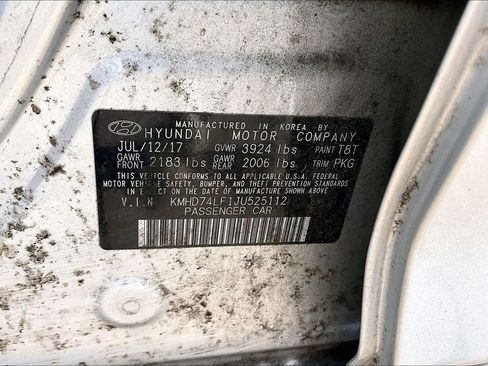 MANUFACTURED IN KOREA BY
HYUNDAI MOTOR COMPANY
JUL/12/17 GVWR 3924 lbs PAINT T8T
GAWR FRONT 2183 lbs GAWR REAR 2006 lbs, TRIM PKG
THIS VEHICLE CONFORMS TO ALL APPLICABLE U.S.A FEDERAL
MOTOR VEHICLE SAFETY, BUMPER, AND THEFT PREVENTION
STANDARDS IN EFFECT ON THE DATE OF MANUFACTURE SHOWN ABOVE.
V.I.N KMHD74LF1JU525112
PASSENGER CAR